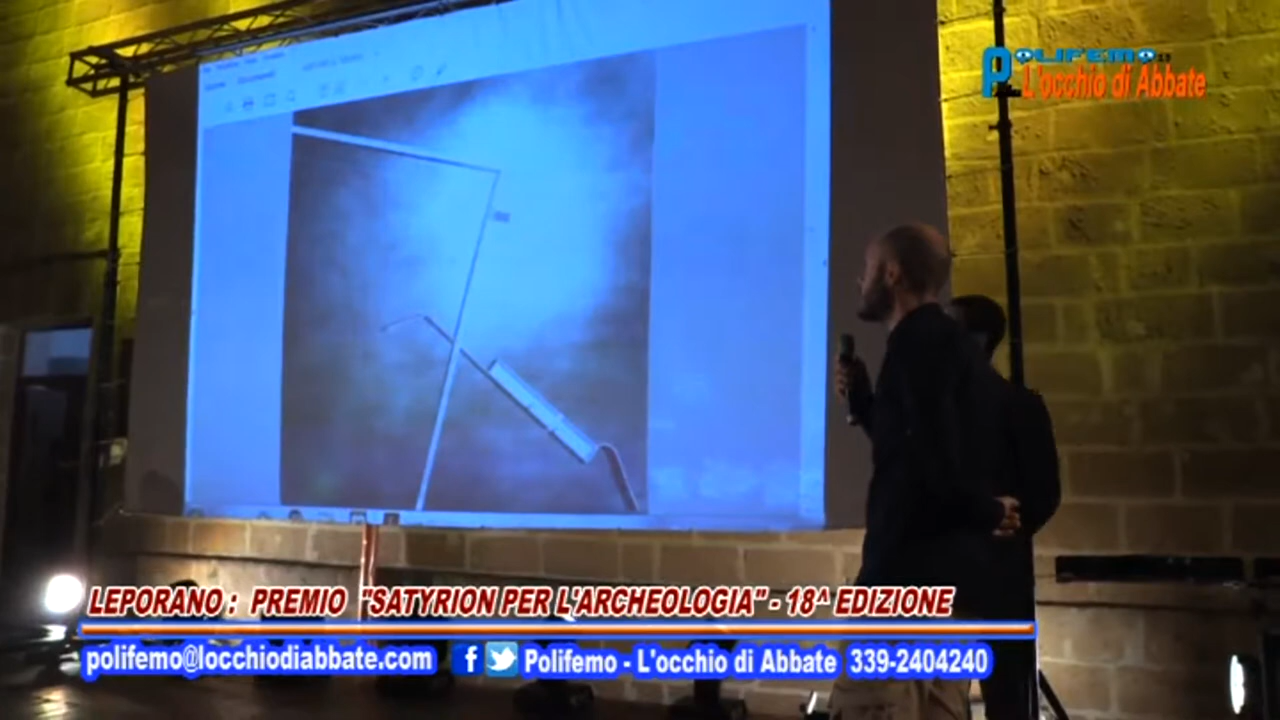 POLIFEMO
L'occhio di Abbate
LEPORANO : PREMIO "SATYRION PER L'ARCHEOLOGIA" - 18^ EDIZIONE
polifemo@locchiodiabbate.com
Polifemo - L'occhio di Abbate 339-2404240